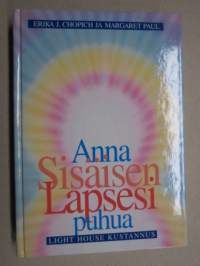 ERIKA J. CHOPICH JA MARGARET PAUL
Anna
Sisäisen
Lapsesi
puhua
LIGHT HOUSE KUSTANNUS